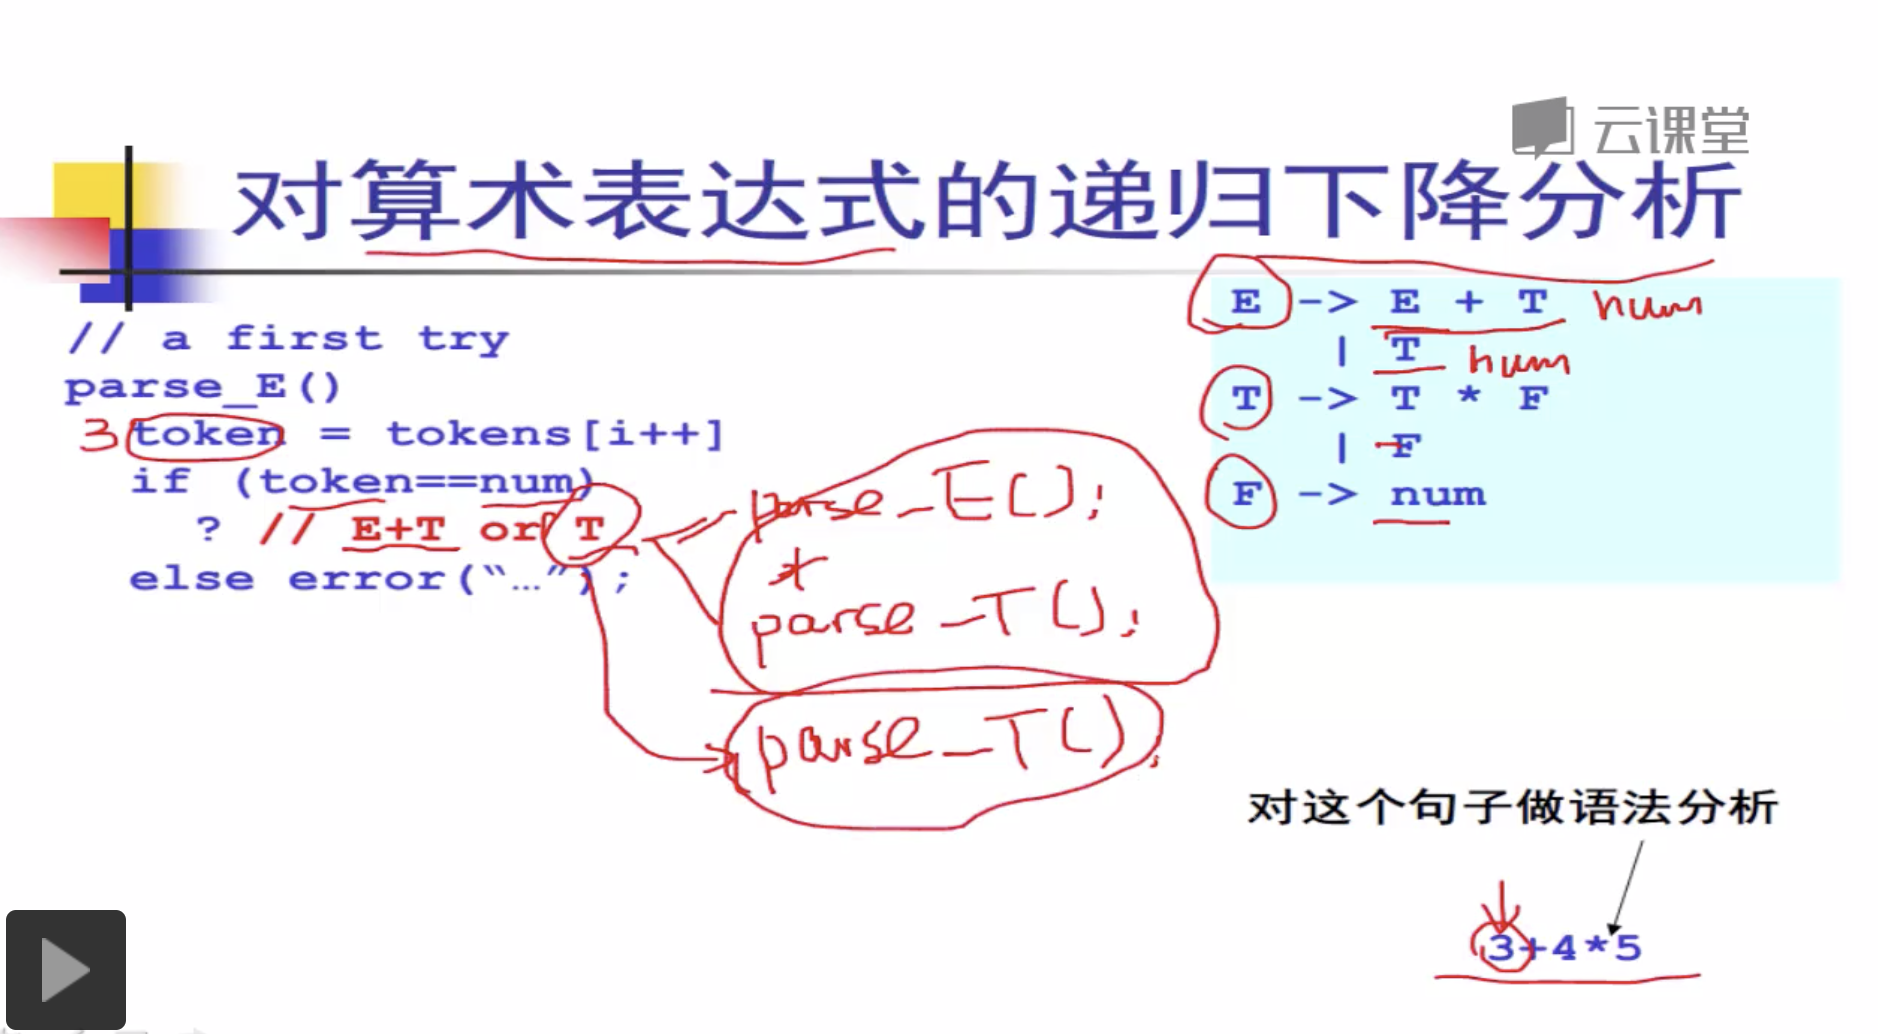 云课堂
对算术表达式的递归下降分析
// a first try
parse_E()
3 token = tokens[i++]
if (token==num)
? // E+T or T
else error("…");
parse_E();
+
parse_T();
parse_T();
E -> E + T num
| T num
T -> T * F
| F
F -> num
对这个句子做语法分析
3+4*5